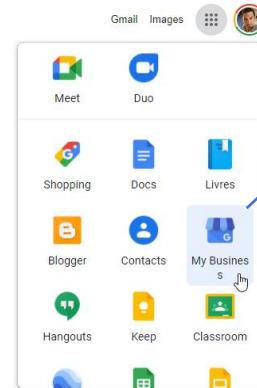 Gmail Images
Meet Duo
Shopping Docs Livres
Blogger Contacts My Busines
s
Hangouts Keep Classroom